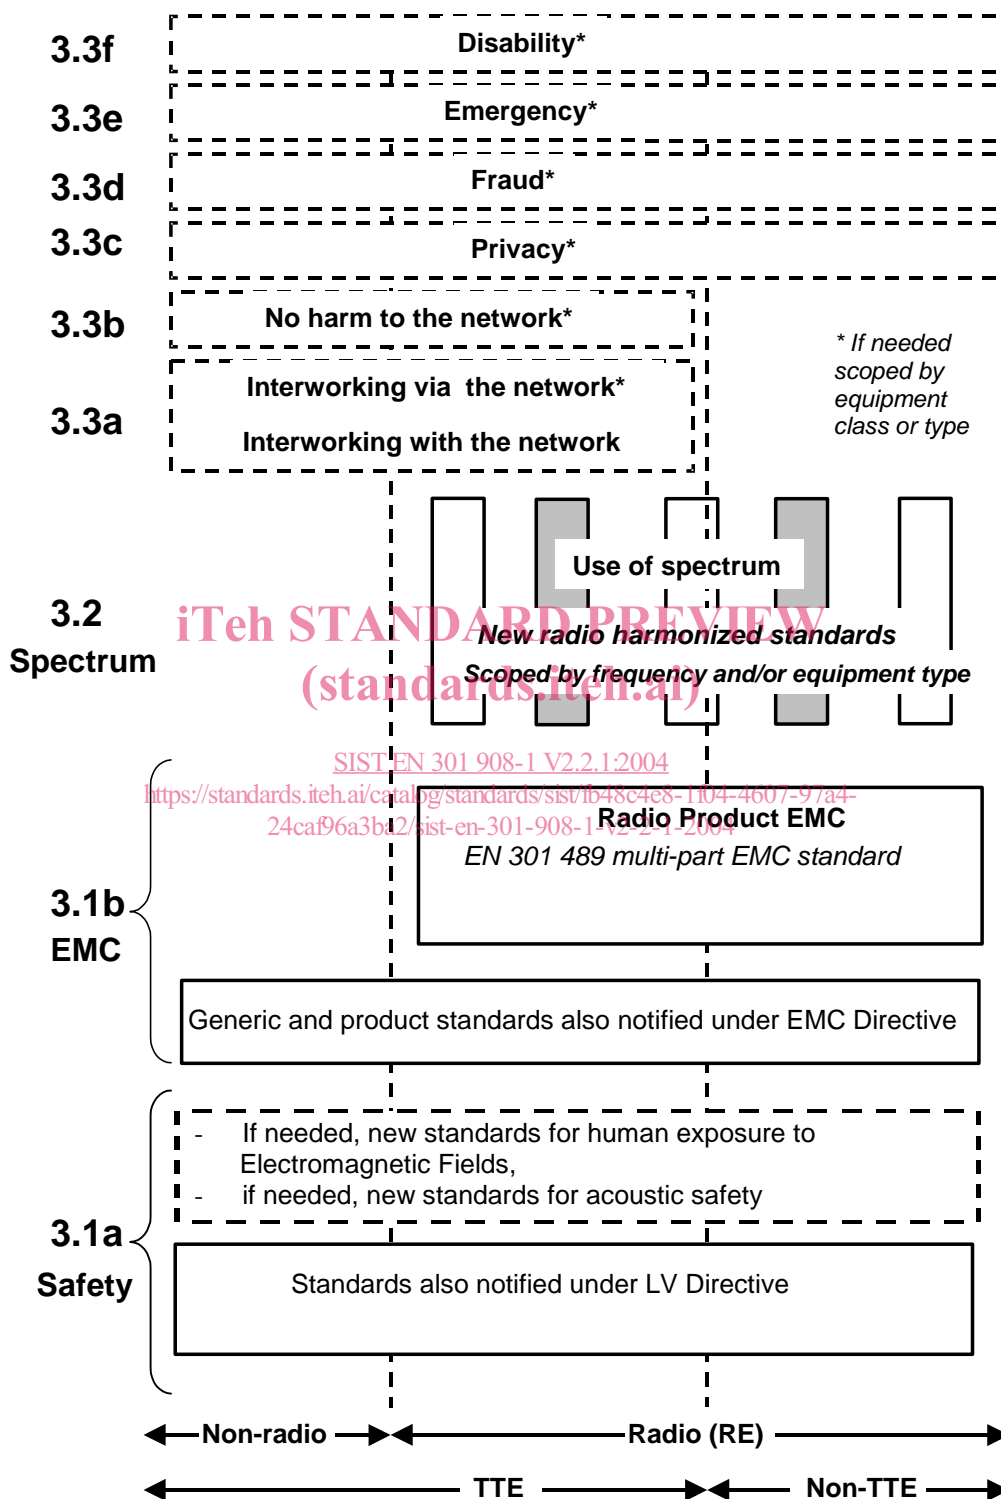 3.3f
Disability*
3.3e
Emergency*
3.3d
Fraud*
3.3c
Privacy*
3.3b
No harm to the network*
* If needed
scoped by
equipment
class or type
3.3a
Interworking via the network*
Interworking with the network
Use of spectrum
3.2
Spectrum
iTeh STANDARD PREVIEW
New radio harmonized standards
(standards.iteh.ai)
Scoped by frequency and/or equipment type
SIST EN 301 908-1 V2.2.1:2004
https://standards.iteh.ai/catalog/standards/sist/fb48c4e8-1f04-4607-97a4-
24caf96a3ba2/sist-en-301-908-1-v2-2-1-2004
Radio Product EMC
EN 301 489 multi-part EMC standard
3.1b
EMC
Generic and product standards also notified under EMC Directive
- If needed, new standards for human exposure to
Electromagnetic Fields,
- if needed, new standards for acoustic safety
3.1a
Safety
Standards also notified under LV Directive
Non-radio
Radio (RE)
TTE
Non-TTE